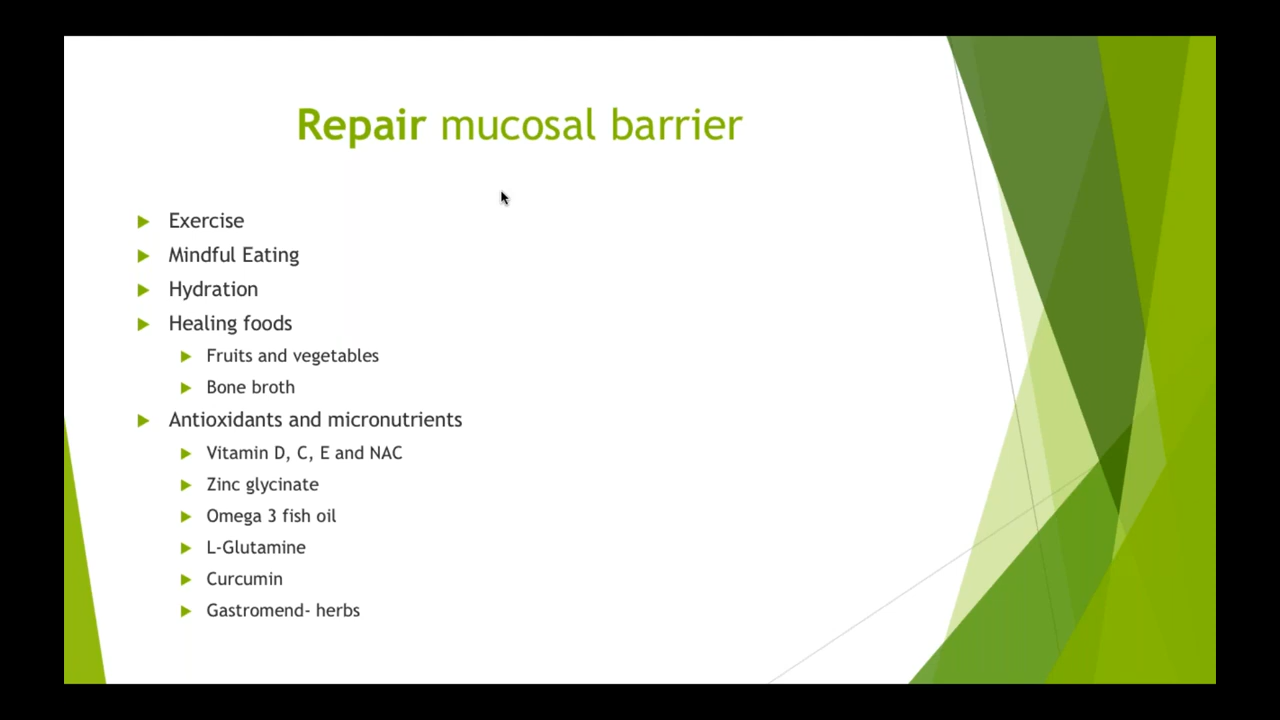 Repair mucosal barrier
Exercise
Mindful Eating
Hydration
Healing foods
Fruits and vegetables
Bone broth
Antioxidants and micronutrients
Vitamin D, C, E and NAC
Zinc glycinate
Omega 3 fish oil
L-Glutamine
Curcumin
Gastromend- herbs